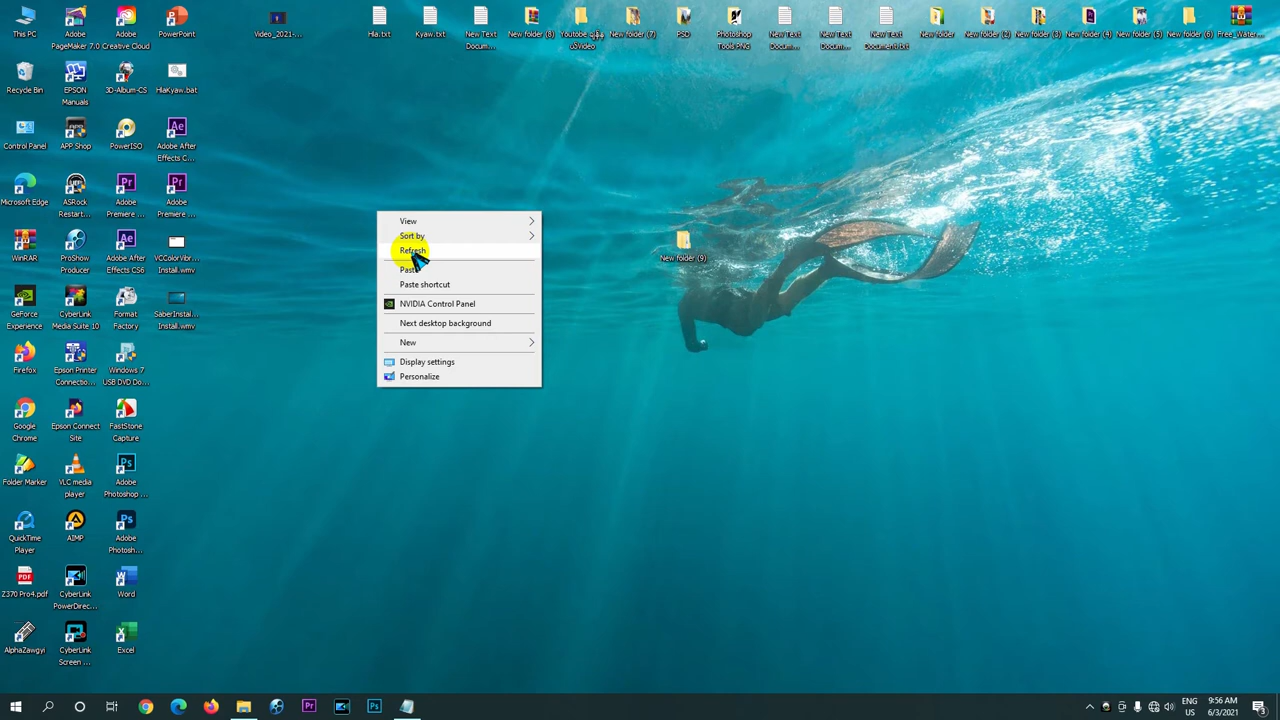 This PC
Adobe
PageMaker 7.0
Adobe
Creative Cloud
PowerPoint
Video_2021-...
Hla.txt
Kyaw.txt
New Text
Docum...
New folder (8)
New folder (7)
PSD
Photoshop
Tools PNG
New Text
Docum...
New Text
Docum...
New Text
Document.txt
New folder
New folder (2)
New folder (3)
New folder (4)
New folder (5)
New folder (6)
Free_Water...
Recycle Bin
EPSON
Manuals
3D-Album-CS
HlaKyaw.bat
Control Panel
APP Shop
PowerISO
Adobe After
Effects C...
Microsoft Edge
ASRock
Restart...
Adobe
Premiere ...
Adobe
Premiere ...
WinRAR
ProShow
Producer
Adobe After
Effects CS6
VCColorVibr...
Install.wmv
GeForce
Experience
CyberLink
Media Suite 10
Format
Factory
SaberInstal...
Install.wmv
Firefox
Epson Printer
Connectio...
Windows 7
USB DVD Do...
Google
Chrome
Epson Connect
Site
FastStone
Capture
Folder Marker
VLC media
player
Adobe
Photoshop ...
QuickTime
Player
AIMP
Adobe
Photosh...
Z370 Pro4.pdf
CyberLink
PowerDirec...
Word
AlphaZawgyi
CyberLink
Screen ...
Excel
View
Sort by
Refresh
Paste
Paste shortcut
NVIDIA Control Panel
Next desktop background
New
Display settings
Personalize
New folder (9)
ENG
US
9:56 AM
6/3/2021